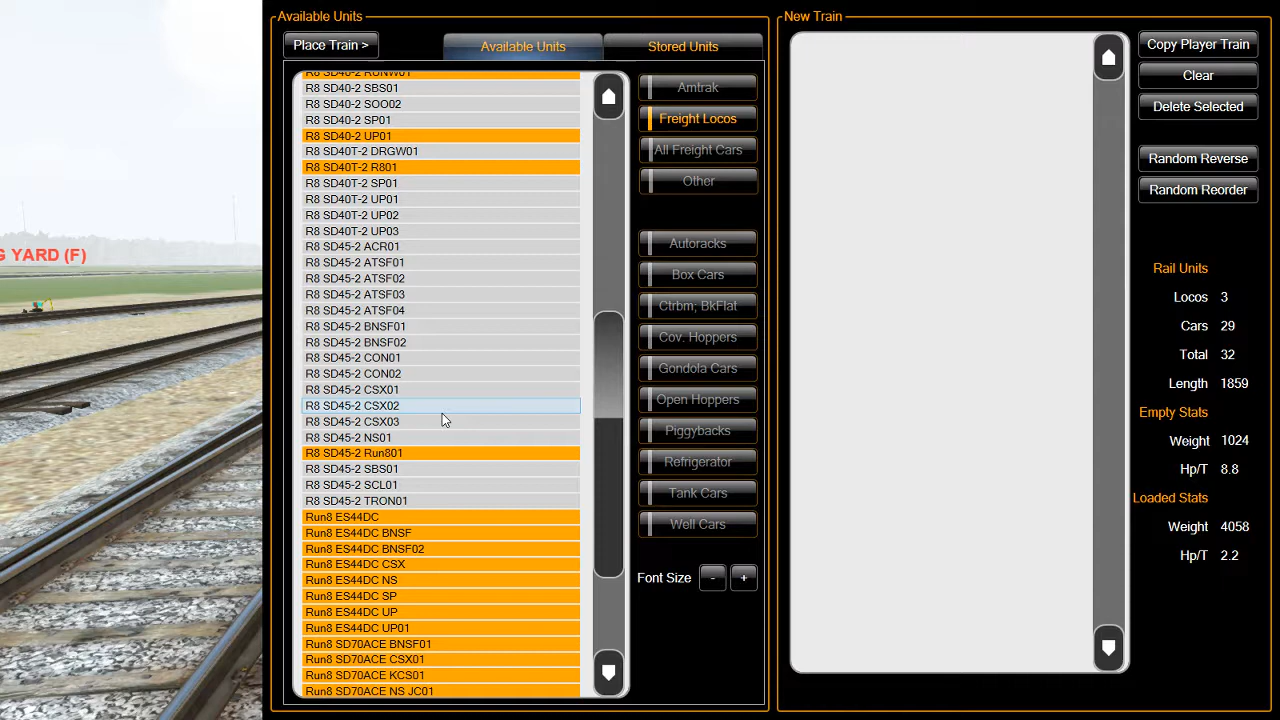 Available Units
Place Train >
Available Units
Stored Units
R8 SD40-2 RUNW01
R8 SD40-2 SBS01
R8 SD40-2 SOO02
R8 SD40-2 SP01
R8 SD40-2 UP01
R8 SD40T-2 DRGW01
R8 SD40T-2 R801
R8 SD40T-2 SP01
R8 SD40T-2 UP01
R8 SD40T-2 UP02
R8 SD40T-2 UP03
R8 SD45-2 ACR01
R8 SD45-2 ATSF01
R8 SD45-2 ATSF02
R8 SD45-2 ATSF03
R8 SD45-2 ATSF04
R8 SD45-2 BNSF01
R8 SD45-2 BNSF02
R8 SD45-2 CON01
R8 SD45-2 CON02
R8 SD45-2 CSX01
R8 SD45-2 CSX02
R8 SD45-2 CSX03
R8 SD45-2 NS01
R8 SD45-2 Run801
R8 SD45-2 SBS01
R8 SD45-2 SCL01
R8 SD45-2 TRON01
Run8 ES44DC
Run8 ES44DC BNSF
Run8 ES44DC BNSF02
Run8 ES44DC CSX
Run8 ES44DC NS
Run8 ES44DC SP
Run8 ES44DC UP
Run8 ES44DC UP01
Run8 SD70ACE BNSF01
Run8 SD70ACE CSX01
Run8 SD70ACE KCS01
Run8 SD70ACE NS JC01
Amtrak
Freight Locos
All Freight Cars
Other
Autoracks
Box Cars
Ctrbm; BkFlat
Cov. Hoppers
Gondola Cars
Open Hoppers
Piggybacks
Refrigerator
Tank Cars
Well Cars
Font Size - +
New Train
Copy Player Train
Clear
Delete Selected
Random Reverse
Random Reorder
Rail Units
Locos 3
Cars 29
Total 32
Length 1859
Empty Stats
Weight 1024
Hp/T 8.8
Loaded Stats
Weight 4058
Hp/T 2.2
G YARD (F)